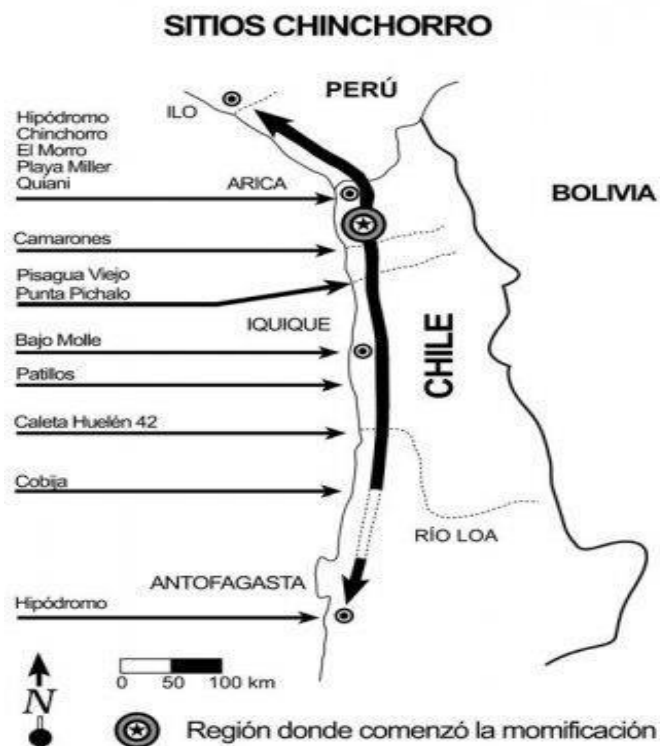 SITIOS CHINCHORRO
PERÚ
ILO
Hipódromo
Chinchorro
El Morro
Playa Miller
Quiani
ARICA
BOLIVIA
Camarones
Pisagua Viejo
Punta Pichalo
IQUIQUE
CHILE
Bajo Molle
Patillos
Caleta Huelén 42
Cobija
RÍO LOA
ANTOFAGASTA
Hipódromo
N
0 50 100 km
Región donde comenzó la momificación